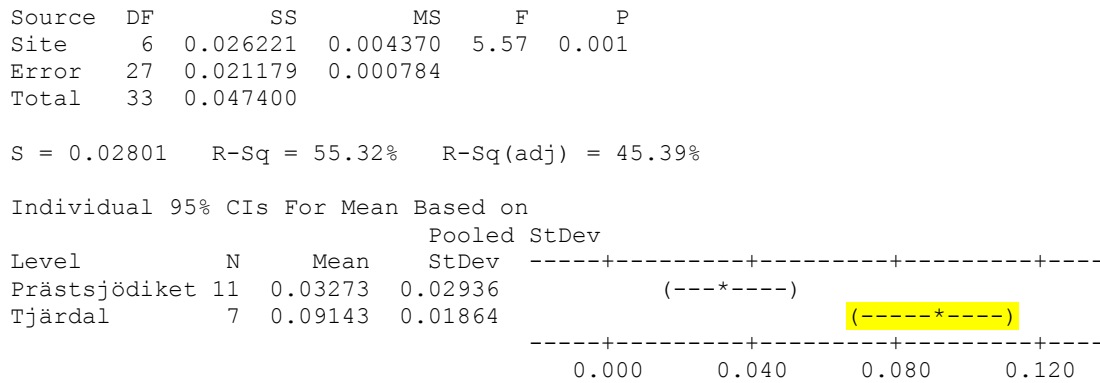 Source  DF        SS        MS     F      P
Site     6  0.026221  0.004370  5.57  0.001
Error   27  0.021179  0.000784
Total   33  0.047400
S = 0.02801   R-Sq = 55.32%   R-Sq(adj) = 45.39%
Individual 95% CIs For Mean Based on
Pooled StDev
Level          N     Mean    StDev  -----+---------+---------+---------+----
Prästsjödiket 11  0.03273  0.02936           (---*----)
Tjärdal        7  0.09143  0.01864                        (-----*----)
-----+---------+---------+---------+----
0.000     0.040     0.080     0.120